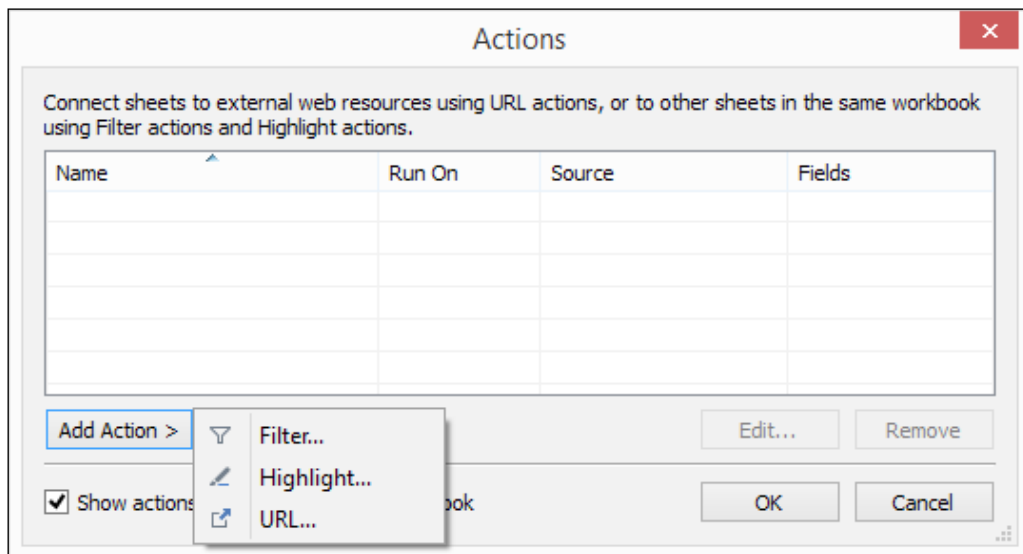 Actions
Connect sheets to external web resources using URL actions, or to other sheets in the same workbook
using Filter actions and Highlight actions.
Name Run On Source Fields
Add Action > Edit... Remove
Filter...
Highlight...
URL...
Show actions
OK Cancel